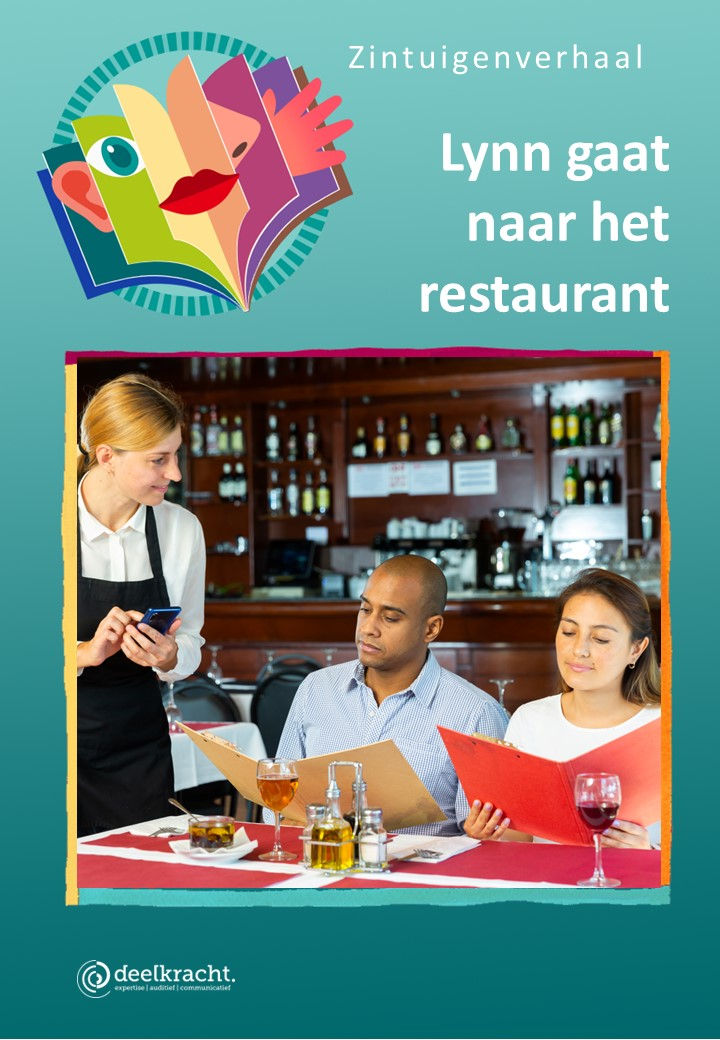 Zintuigenverhaal
Lynn gaat
naar het
restaurant
deelkracht.
expertise | auditief | communicatief